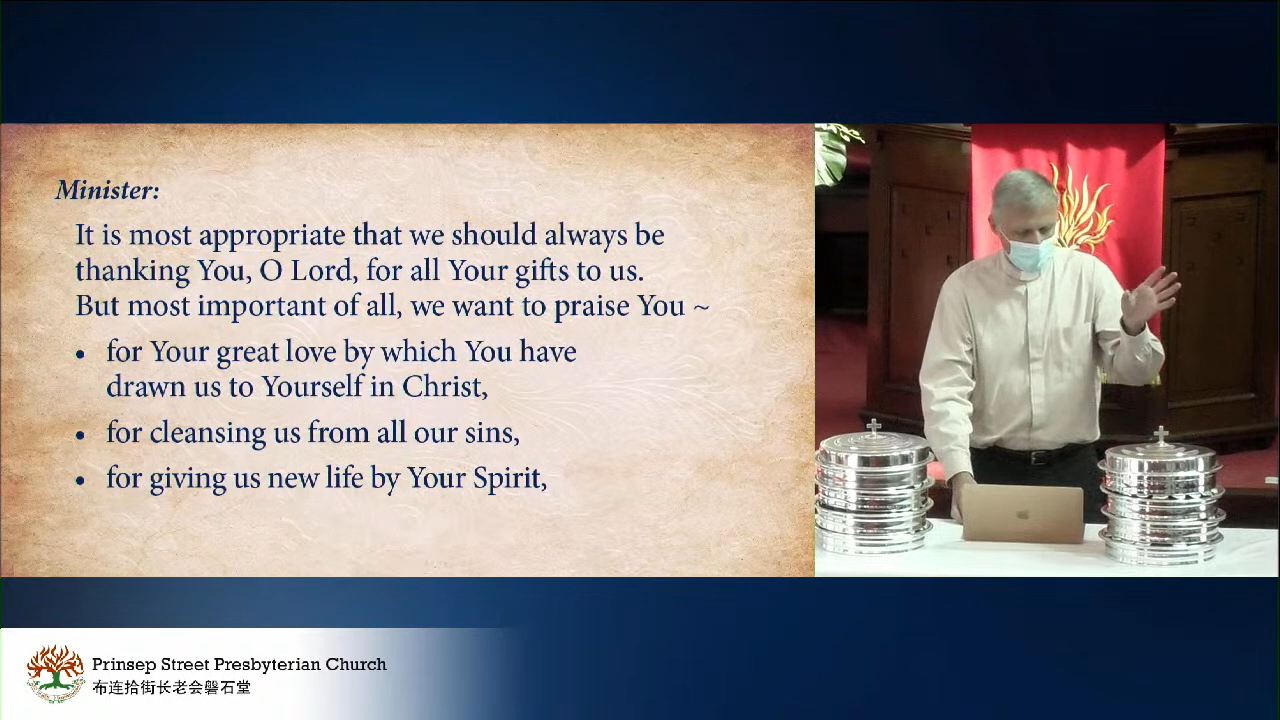 Minister:
It is most appropriate that we should always be
thanking You, O Lord, for all Your gifts to us.
But most important of all, we want to praise You ~
• for Your great love by which You have
drawn us to Yourself in Christ,
• for cleansing us from all our sins,
• for giving us new life by Your Spirit,
Prinsep Street Presbyterian Church
布连拾街长老会磐石堂